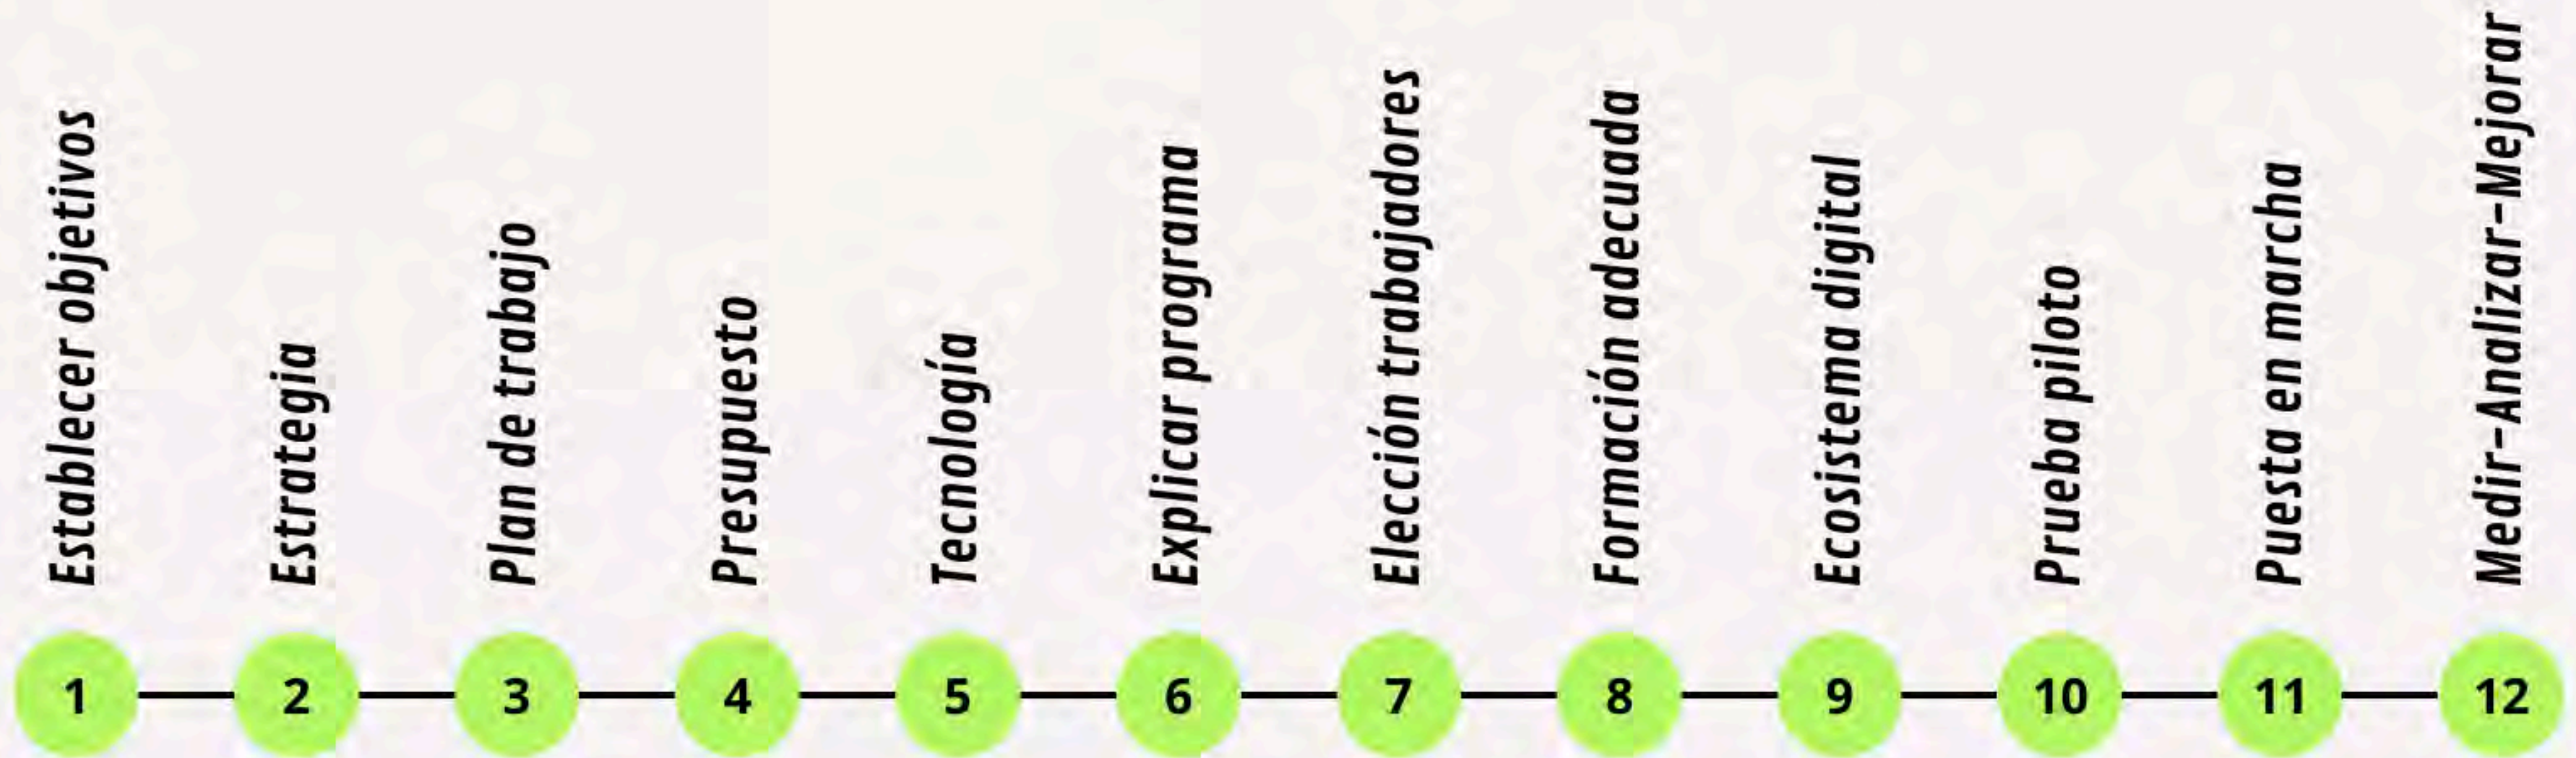 Establecer objetivos
Estrategia
Plan de trabajo
Presupuesto
Tecnología
Explicar programa
Elección trabajadores
Formación adecuada
Ecosistema digital
Prueba piloto
Puesta en marcha
Medir-Analizar-Mejorar
1
2
3
4
5
6
7
8
9
10
11
12